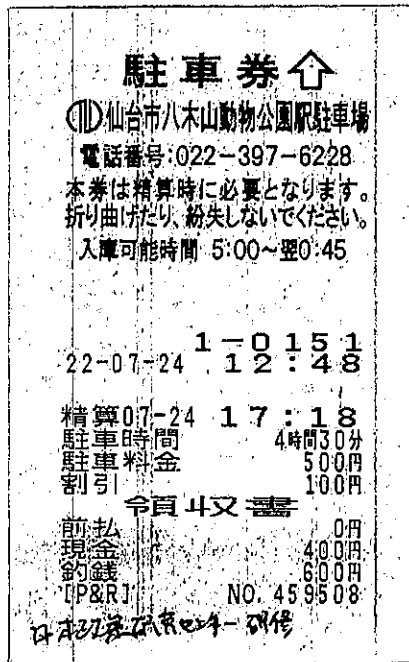 駐車券
仙台市八木山動物公園駅駐車場
電話番号:022-397-6228
本券は精算時に必要となります。
折り曲げたり、紛失しないでください。
入庫可能時間 5:00~翌0:45
1-0151
22-07-24 12:48
精算07-24 17:18
駐車時間 4時間30分
駐車料金 500円
割引 100円
領収書
前払 0円
現金 400円
釣銭 600円
[P&R] NO.459508
研修